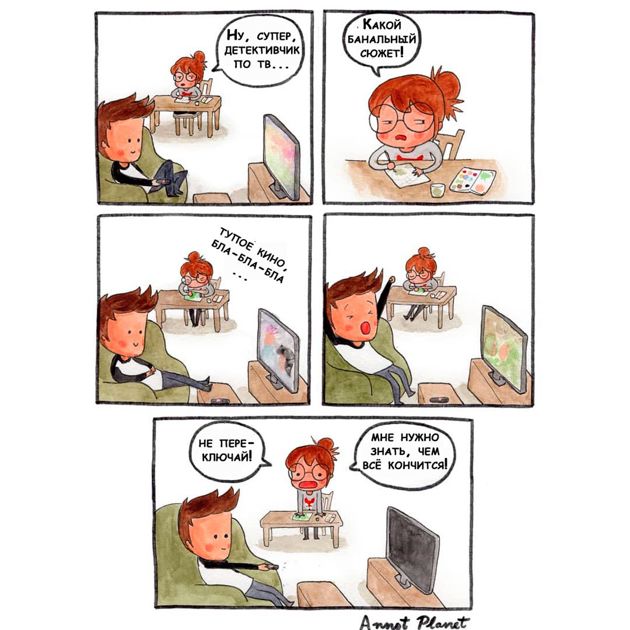 Ну, супер,
детективчик
по тв...
Какой
банальный
сюжет!
тупое кино,
бла-бла-бла
...
не пере-
ключай!
мне нужно
знать, чем
всё кончится!
Annot Planet